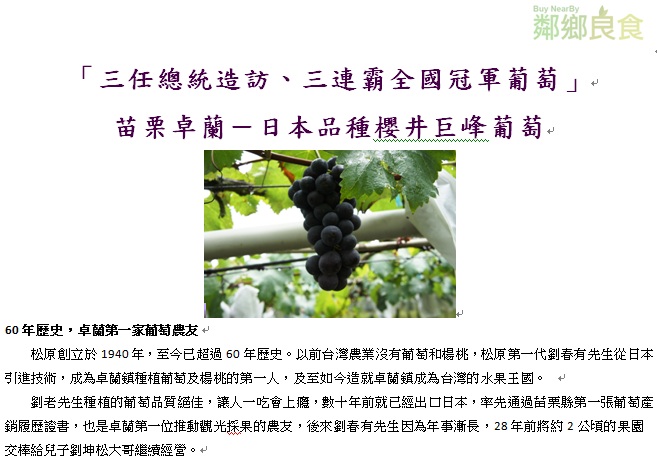 Buy NearBy
鄰鄉良食
「三任總統造訪、三連霸全國冠軍葡萄」
苗栗卓蘭－日本品種櫻井巨峰葡萄
60 年歷史，卓蘭第一家葡萄農友
松原創立於 1940 年，至今已超過 60 年歷史。以前台灣農業沒有葡萄和楊桃，松原第一代劉春有先生從日本
引進技術，成為卓蘭鎮種植葡萄及楊桃的第一人，及至如今造就卓蘭鎮成為台灣的水果王國。
劉老先生種植的葡萄品質絕佳，讓人一吃會上癮，數十年前就已經出口日本，率先通過苗栗縣第一張葡萄產
銷履歷證書，也是卓蘭第一位推動觀光採果的農友，後來劉春有先生因為年事漸長，28 年前將約 2 公頃的果園
交棒給兒子劉坤松大哥繼續經營。